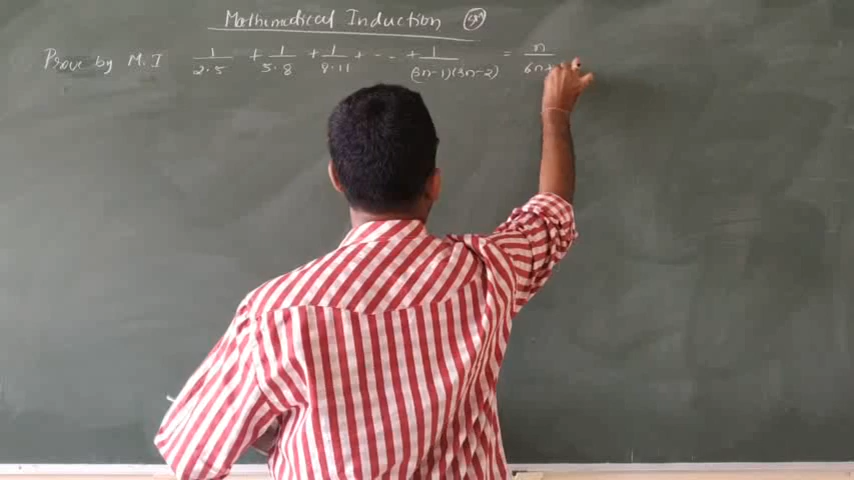 Mathematical Induction
Prove by M.I 1/2.5 + 1/5.8 + 1/8.11 + - - + 1/(3n-1)(3n-2) = n/6n+